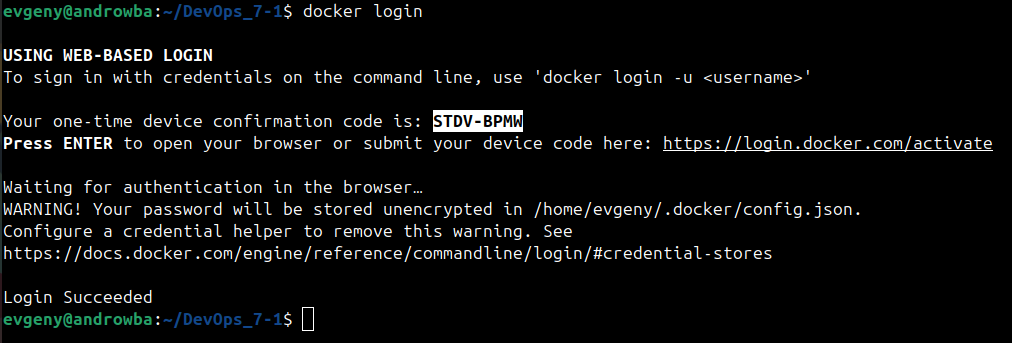 evgeny@androwba:~/DevOps_7-1$ docker login
USING WEB-BASED LOGIN
To sign in with credentials on the command line, use 'docker login -u <username>'
Your one-time device confirmation code is: STDV-BPMW
Press ENTER to open your browser or submit your device code here: https://login.docker.com/activate
Waiting for authentication in the browser…
WARNING! Your password will be stored unencrypted in /home/evgeny/.docker/config.json.
Configure a credential helper to remove this warning. See
https://docs.docker.com/engine/reference/commandline/login/#credential-stores
Login Succeeded
evgeny@androwba:~/DevOps_7-1$